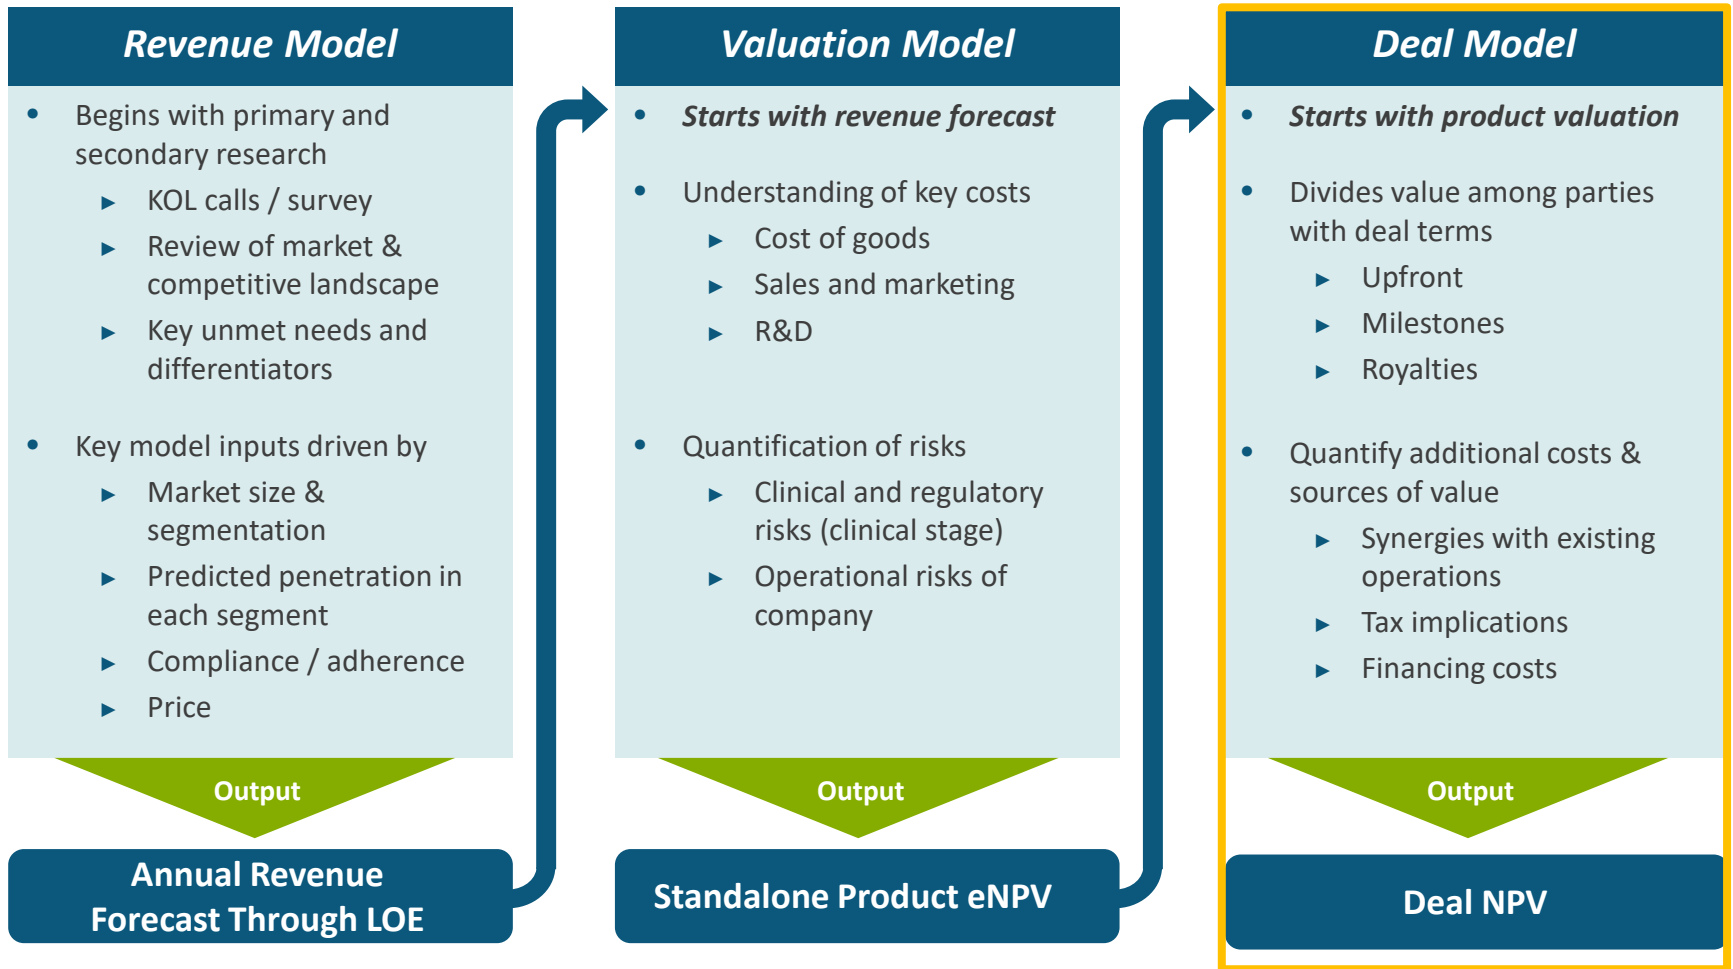 Revenue Model
• Begins with primary and
secondary research
► KOL calls / survey
► Review of market &
competitive landscape
► Key unmet needs and
differentiators
• Key model inputs driven by
► Market size &
segmentation
► Predicted penetration in
each segment
► Compliance / adherence
► Price
Output
Annual Revenue
Forecast Through LOE
Valuation Model
• Starts with revenue forecast
• Understanding of key costs
► Cost of goods
► Sales and marketing
► R&D
• Quantification of risks
► Clinical and regulatory
risks (clinical stage)
► Operational risks of
company
Output
Standalone Product eNPV
Deal Model
• Starts with product valuation
• Divides value among parties
with deal terms
► Upfront
► Milestones
► Royalties
• Quantify additional costs &
sources of value
► Synergies with existing
operations
► Tax implications
► Financing costs
Output
Deal NPV